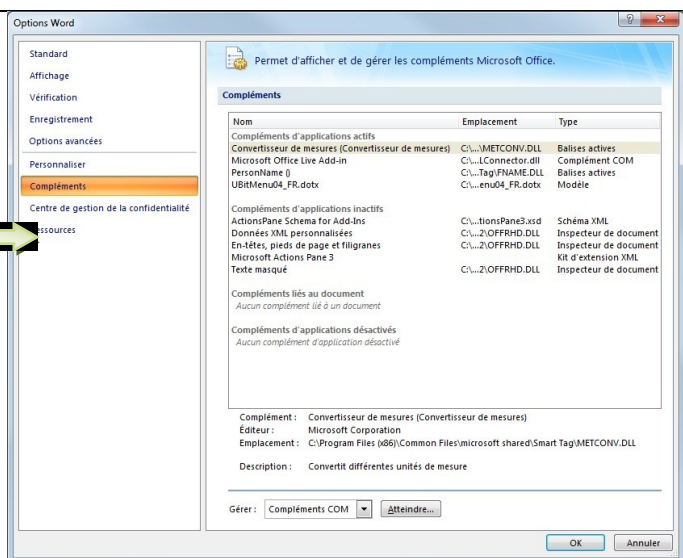 Options Word
Standard
Affichage
Vérification
Enregistrement
Options avancées
Personnaliser
Compléments
Centre de gestion de la confidentialité
essources
Permet d'afficher et de gérer les compléments Microsoft Office.
Compléments
Nom Emplacement Type
Compléments d'applications actifs
Convertisseur de mesures (Convertisseur de mesures) C:\...\METCONV.DLL Balises actives
Microsoft Office Live Add-in C:\...LConnector.dll Complément COM
PersonName () C:\...Tag\FNAME.DLL Balises actives
UBitMenu04_FR.dotx C:\...enu04_FR.dotx Modèle
Compléments d'applications inactifs
ActionsPane Schema for Add-Ins C:\...tionsPane3.xsd Schéma XML
Données XML personnalisées C:\...2\OFFRHD.DLL Inspecteur de document
En-têtes, pieds de page et filigranes C:\...2\OFFRHD.DLL Inspecteur de document
Microsoft Actions Pane 3 Kit d'extension XML
Texte masqué C:\...2\OFFRHD.DLL Inspecteur de document
Compléments liés au document
Aucun complément lié à un document
Compléments d'applications désactivés
Aucun complément d'application désactivé
Complément : Convertisseur de mesures (Convertisseur de mesures)
Éditeur : Microsoft Corporation
Emplacement : C:\Program Files (x86)\Common Files\microsoft shared\Smart Tag\METCONV.DLL
Description : Convertit différentes unités de mesure
Gérer : Compléments COM Atteindre...
OK Annuler